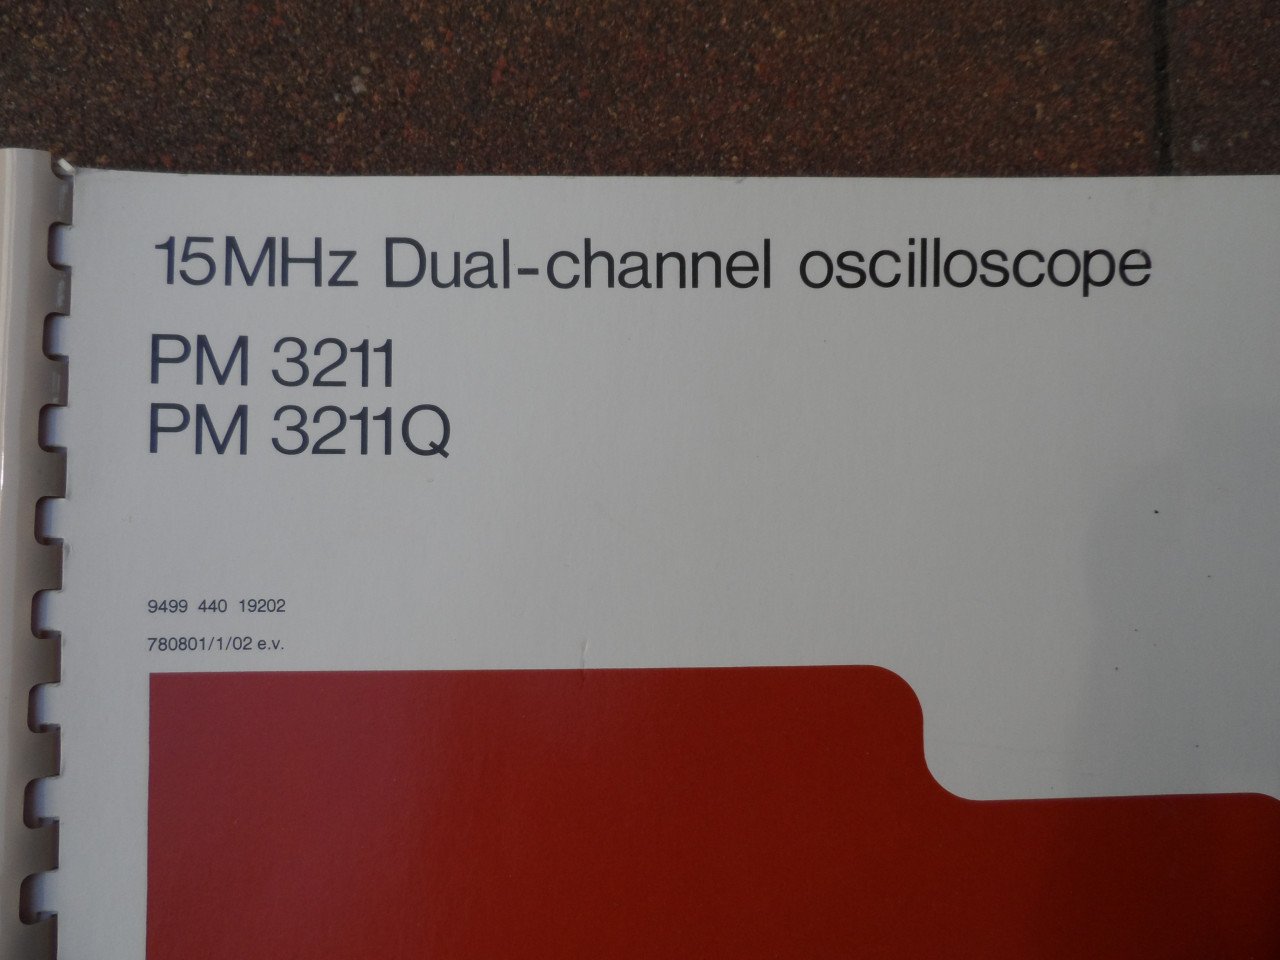 15MHz Dual-channel oscilloscope
PM 3211
PM 3211Q
9499 440 19202
780801/1/02 e.v.